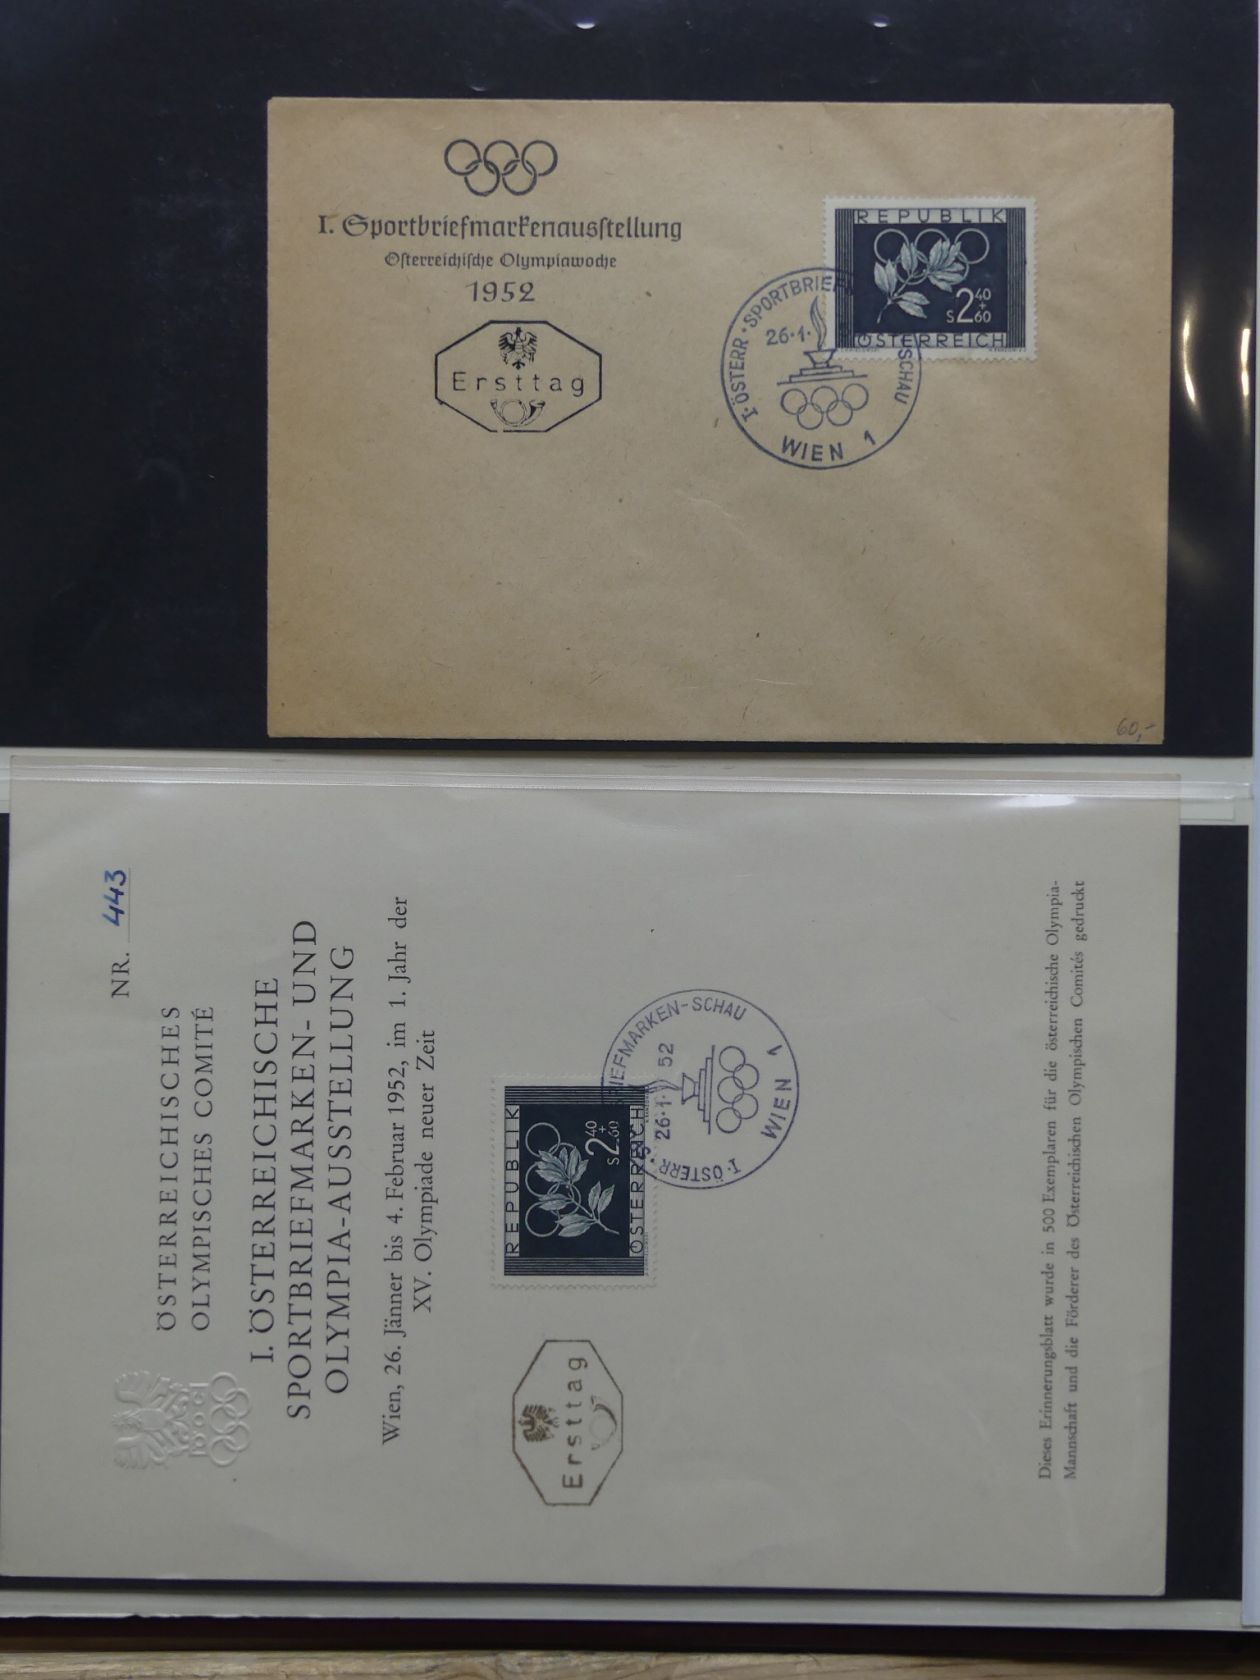 I. Sportbriefmarkenausstellung
Österreichische Olympiawoche
1952
Ersttag
REPUBLIK
S 2 40 + 60
ÖSTERREICH
I. ÖSTERR. SPORTBRIEF
SCHAU
26.1.
WIEN 1
60,-
NR. 443
ÖSTERREICHISCHES
OLYMPISCHES COMITÉ
I. ÖSTERREICHISCHE
SPORTBRIEFMARKEN- UND
OLYMPIA-AUSSTELLUNG
Wien, 26. Jänner bis 4. Februar 1952, im 1. Jahr der
XV. Olympiade neuer Zeit
Ersttag
REPUBLIK
S 2 40 + 60
ÖSTERREICH
I. ÖSTERR. S
BRIEFMARKEN-SCHAU
26.1. 52
WIEN 1
Dieses Erinnerungsblatt wurde in 500 Exemplaren für die österreichische Olympia-
Mannschaft und die Förderer des Österreichischen Olympischen Comités gedruckt